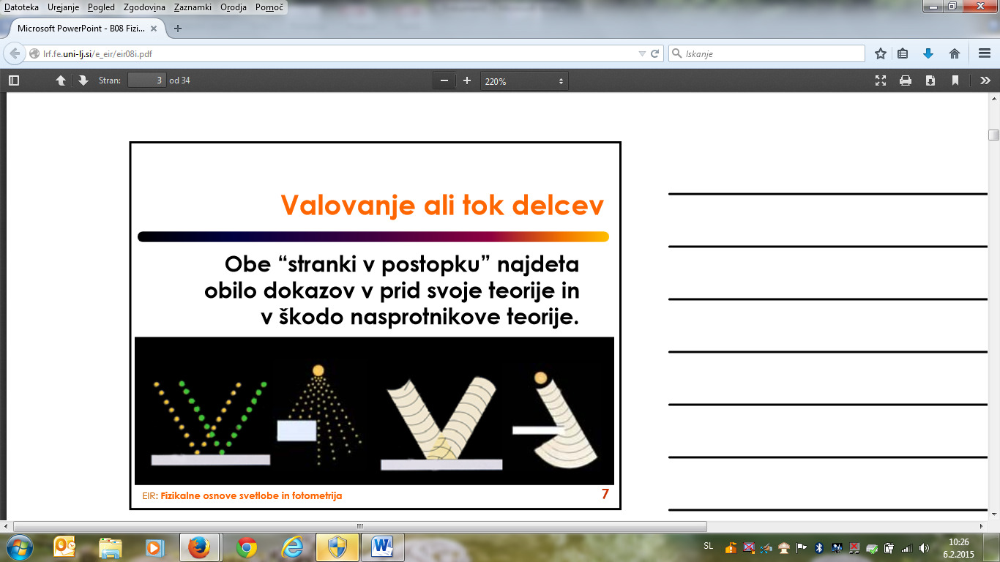 Datoteka Urejanje Pogled Zgodovina Zaznamki Orodja Pomoč
Microsoft PowerPoint - B08 Fizi...
lrf.fe.uni-lj.si/e_eir/eir08i.pdf
Iskanje
Stran: 3 od 34
220%
Valovanje ali tok delcev
Obe “stranki v postopku” najdeta
obilo dokazov v prid svoje teorije in
v škodo nasprotnikove teorije.
EIR: Fizikalne osnove svetlobe in fotometrija
7
SL
10:26
6.2.2015